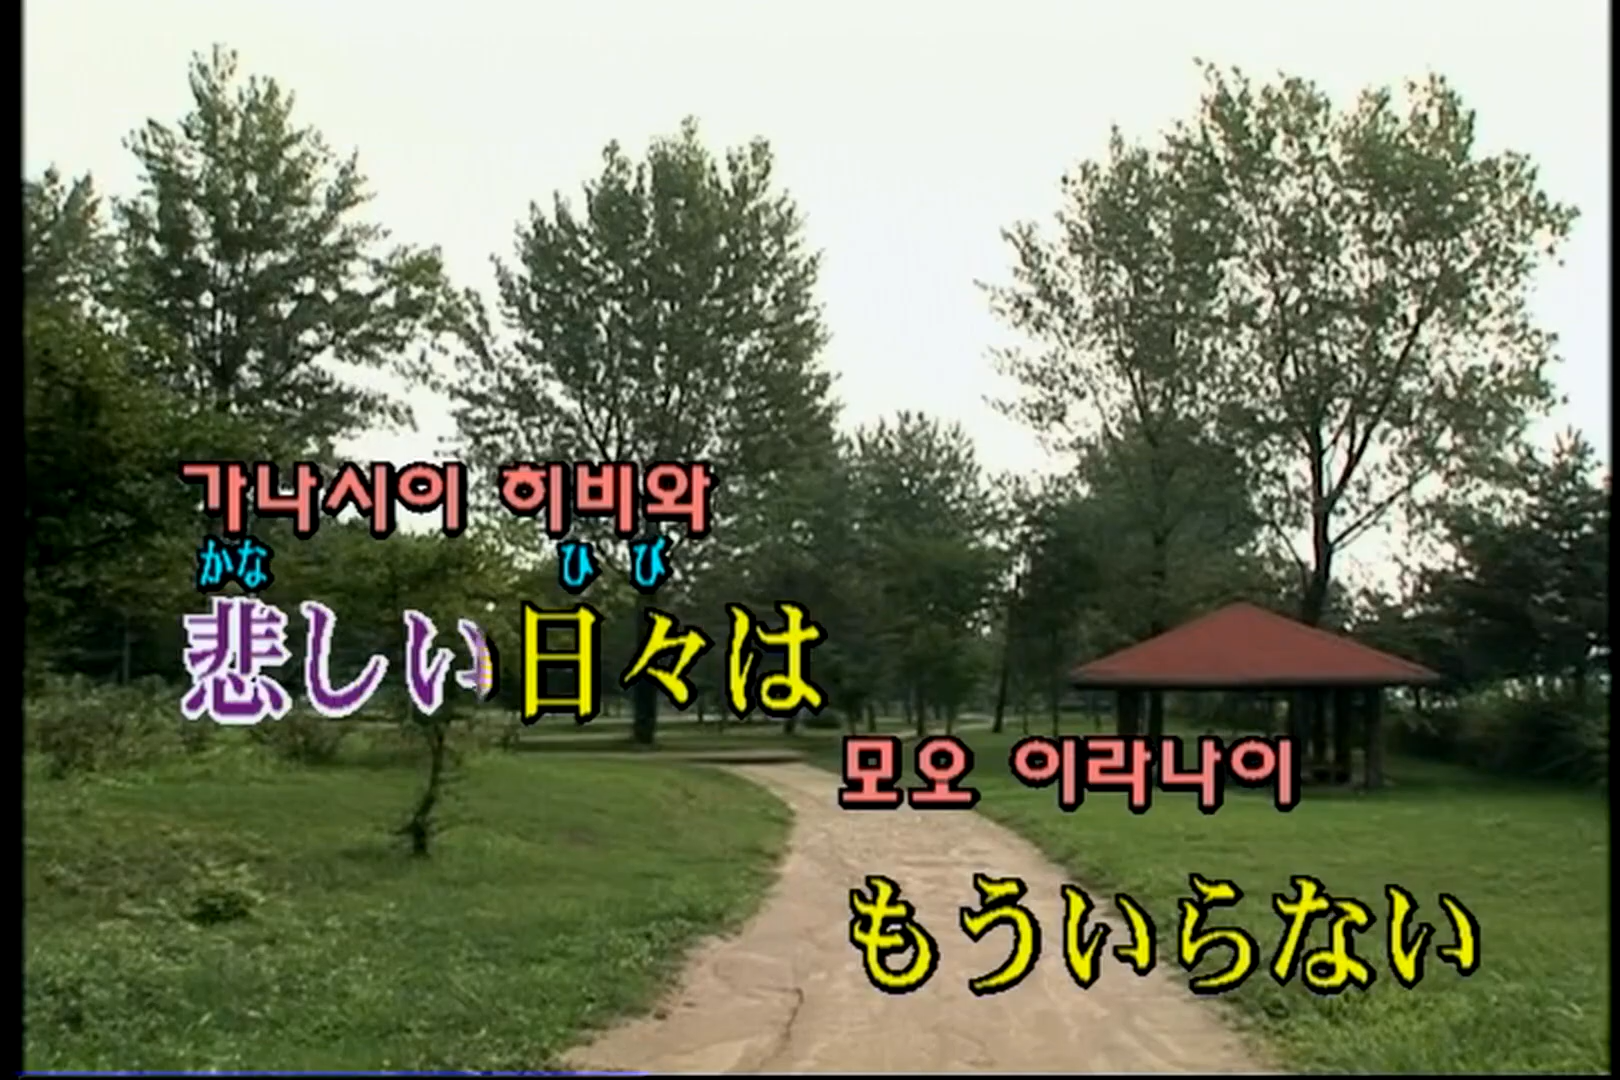 가나시이 히비와
かな ひび
悲しい日々は
모오 이라나이
もういらない